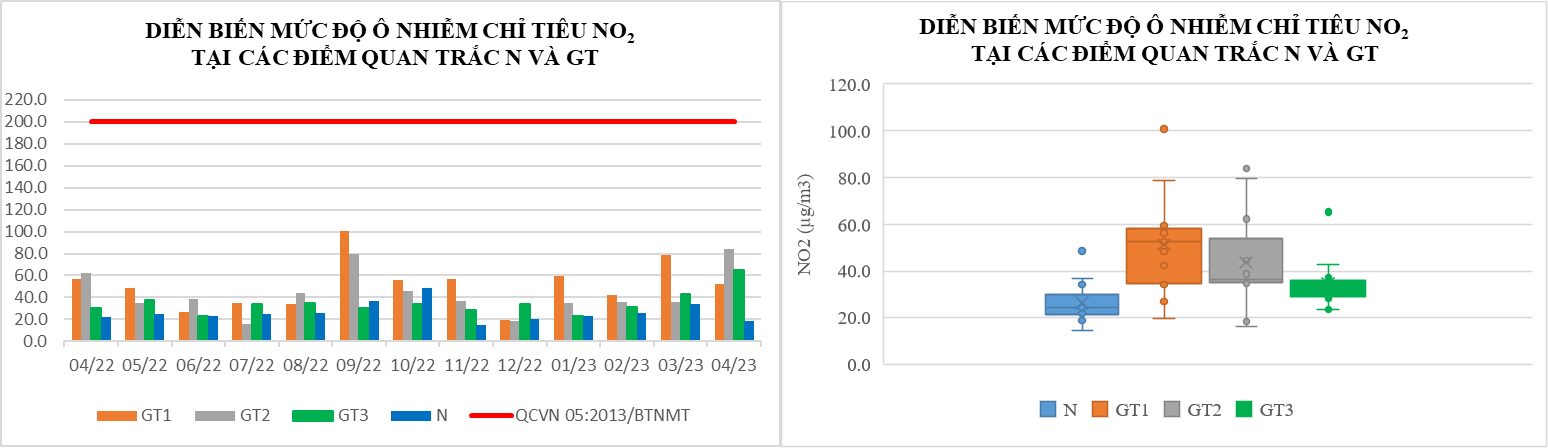 DIỄN BIẾN MỨC ĐỘ Ô NHIỄM CHỈ TIÊU NO₂
TẠI CÁC ĐIỂM QUAN TRẮC N VÀ GT
220.0
200.0
180.0
160.0
140.0
120.0
100.0
80.0
60.0
40.0
20.0
0.0
04/22 05/22 06/22 07/22 08/22 09/22 10/22 11/22 12/22 01/23 02/23 03/23 04/23
GT1 GT2 GT3 N QCVN 05:2013/BTNMT
DIỄN BIẾN MỨC ĐỘ Ô NHIỄM CHỈ TIÊU NO₂
TẠI CÁC ĐIỂM QUAN TRẮC N VÀ GT
NO2 (µg/m3)
120.0
100.0
80.0
60.0
40.0
20.0
0.0
N GT1 GT2 GT3